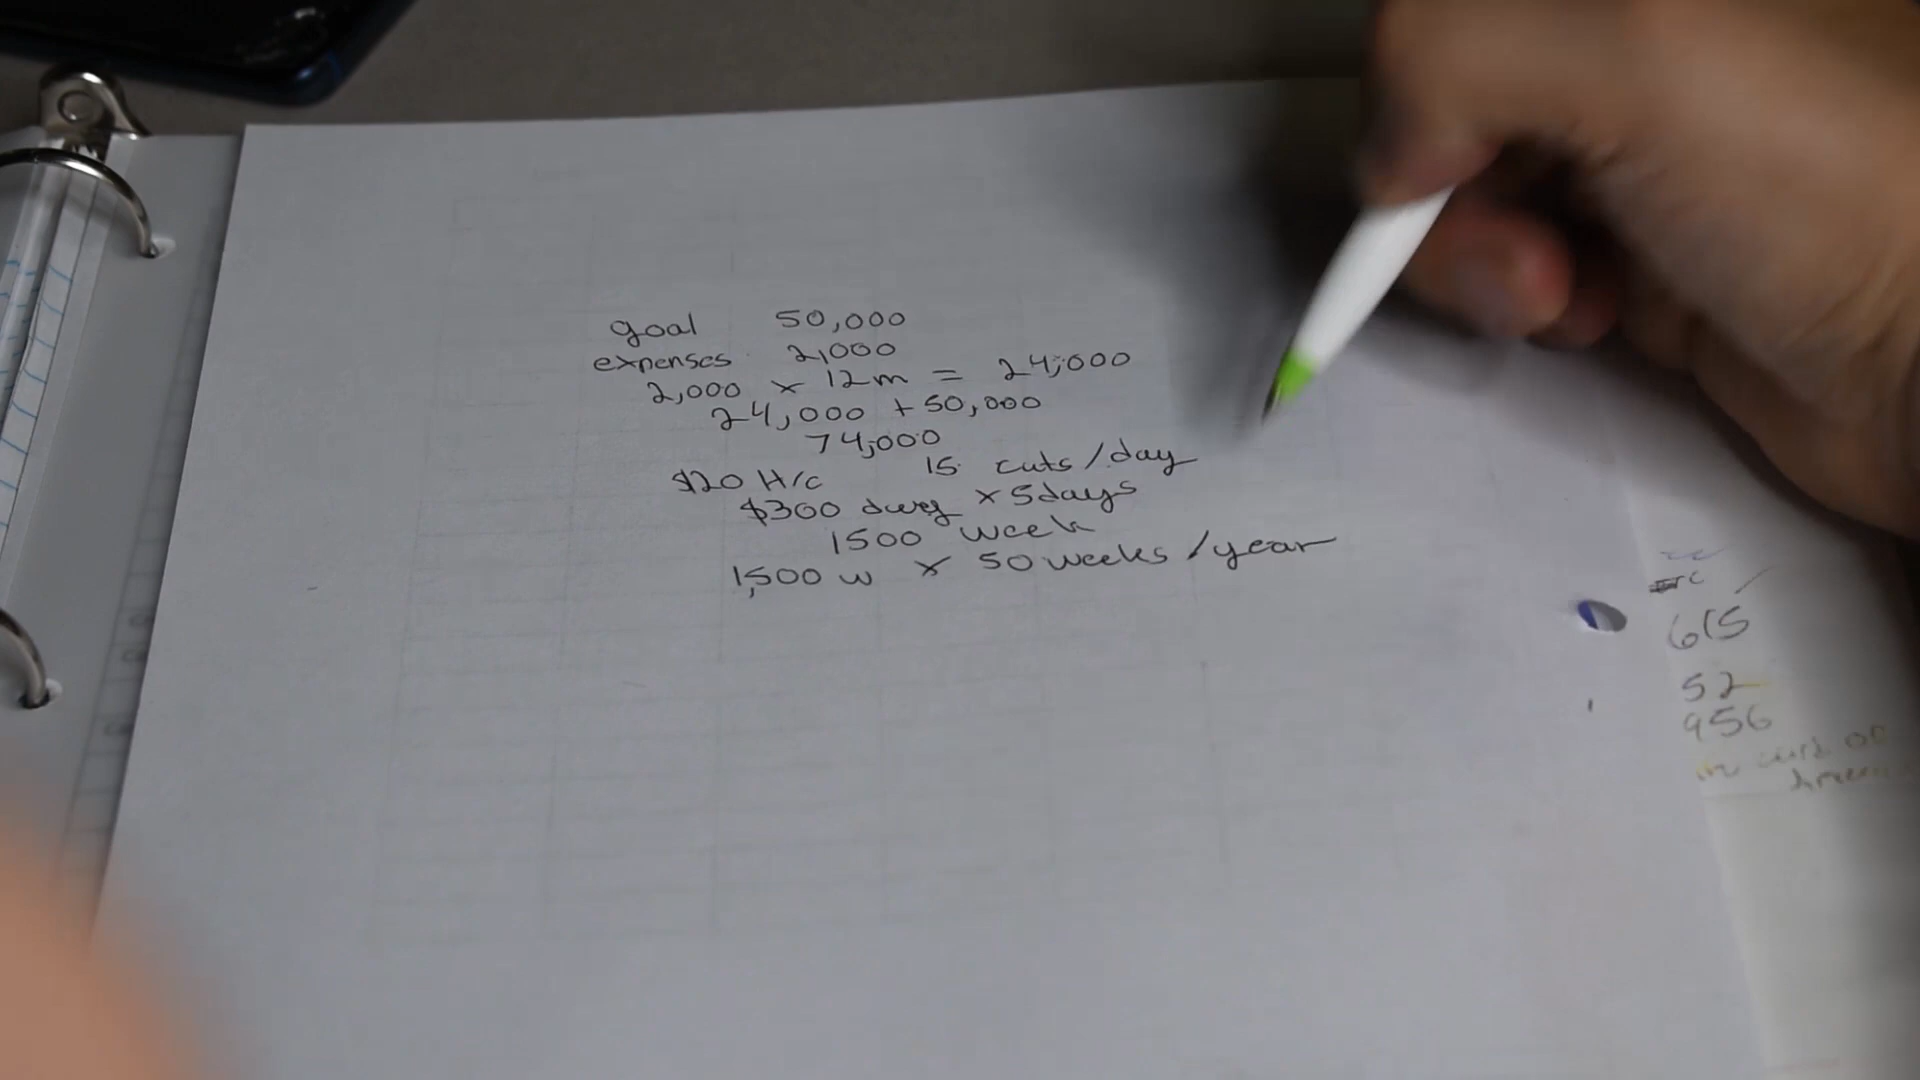 goal 50,000
expenses 2,000
2,000 x 12m = 24,000
24,000 + 50,000
74,000
$20 H/c 15 cuts/day
$300 x 5days
1500 week
1,500 w x 50 weeks/year
615
52
956